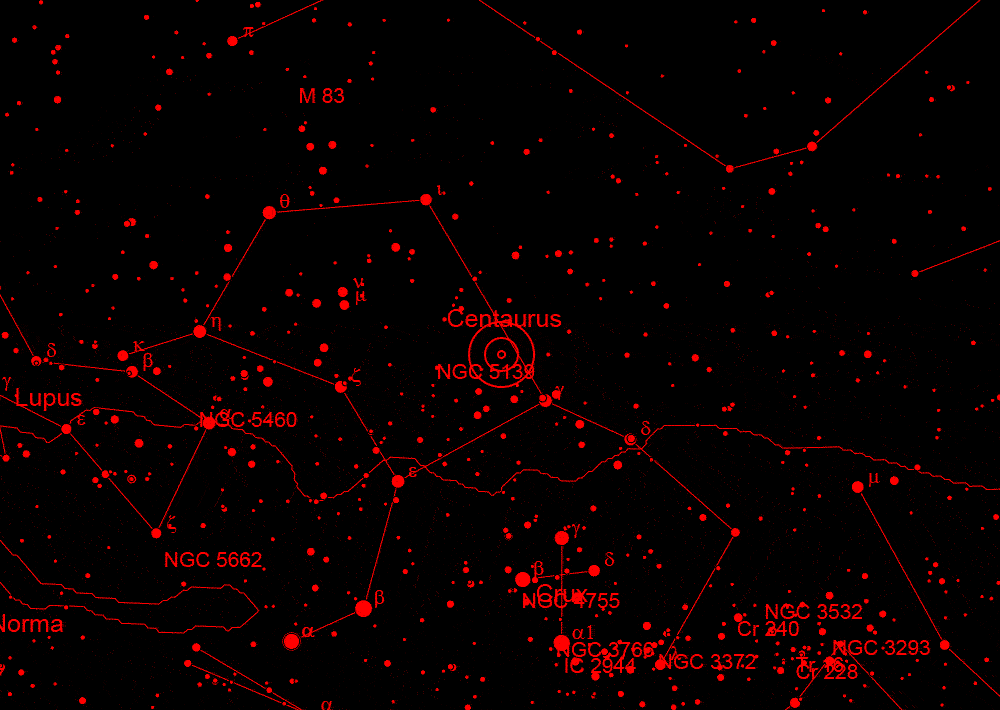 π
M 83
ι
θ
ν
μ
Centaurus
η
κ
δ
β
NGC 5139
ζ
γ
γ
Lupus
α
NGC 5460
ε
δ
ε
μ
ζ
γ
NGC 5662
δ
β
Crux
NGC 4755
β
NGC 3532
Norma
Cr 240
α
α1
NGC 3766
NGC 3293
IC 2944
NGC 3372
Cr 228
α